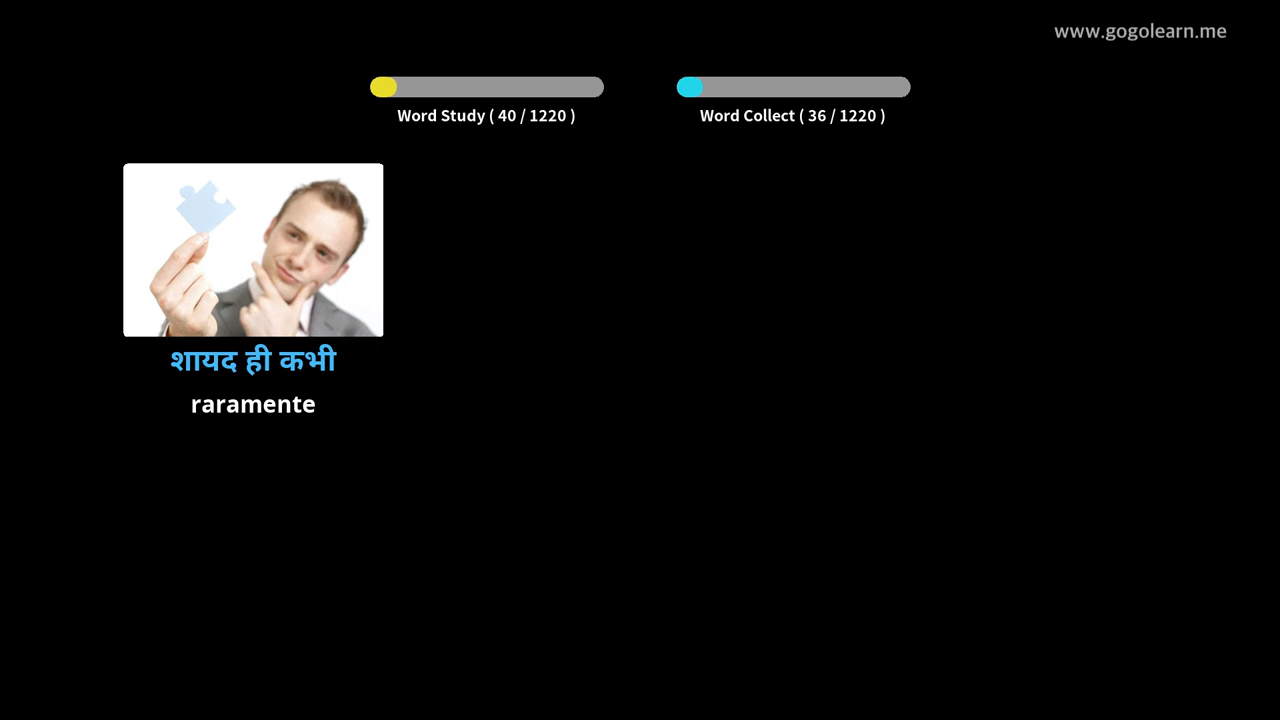 www.gogolearn.me
Word Study ( 40 / 1220 )
Word Collect ( 36 / 1220 )
शायद ही कभी
raramente